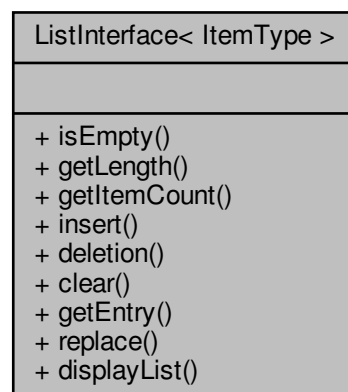 ListInterface< ItemType >
+ isEmpty()
+ getLength()
+ getItemCount()
+ insert()
+ deletion()
+ clear()
+ getEntry()
+ replace()
+ displayList()